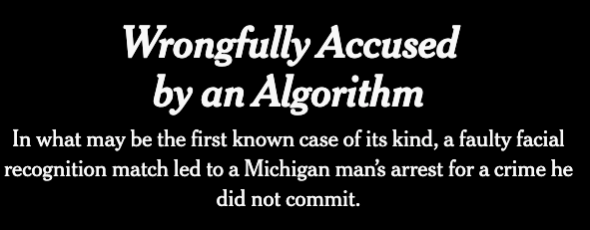 Wrongfully Accused
by an Algorithm
In what may be the first known case of its kind, a faulty facial
recognition match led to a Michigan man’s arrest for a crime he
did not commit.